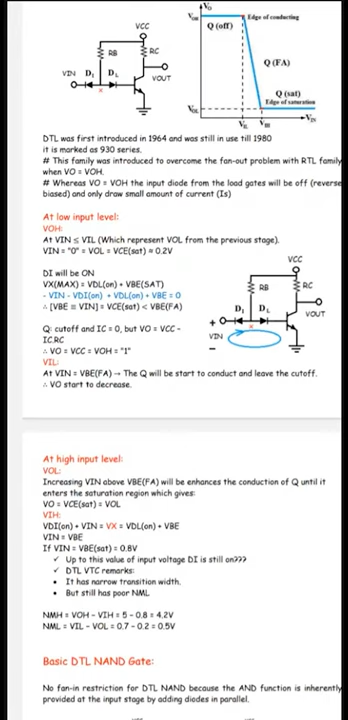 VCC
RB
RC
VIN
DI
DL
VOUT
x
VO
VOH
Edge of conducting
Q (off)
Q (FA)
Q (sat)
Edge of saturation
VOL
VIL
VIH
VIN
DTL was first introduced in 1964 and was still in use till 1980
it is marked as 930 series.
# This family was introduced to overcome the fan-out problem with RTL family
when VO = VOH.
# Whereas VO = VOH the input diode from the load gates will be off (reverse
biased) and only draw small amount of current (Is)
At low input level:
VOH:
At VIN ≤ VIL (Which represent VOL from the previous stage).
VIN = "0" = VOL = VCE(sat) ≈ 0.2V
DI will be ON
VX(MAX) = VDL(on) + VBE(SAT)
- VIN - VDI(on) + VDL(on) + VBE = 0
∴ [VBE ≡ VIN] = VCE(sat) < VBE(FA)
Q: cutoff and IC = 0, but VO = VCC –
IC.RC
∴ VO = VCC = VOH = "1"
VCC
RB
RC
DI
DL
VOUT
+
x
VIN
–
VIL:
At VIN = VBE(FA) → The Q will be start to conduct and leave the cutoff.
∴ VO start to decrease.
At high input level:
VOL:
Increasing VIN above VBE(FA) will be enhances the conduction of Q until it
enters the saturation region which gives:
VO = VCE(sat) = VOL
VIH:
VDI(on) + VIN = VX = VDL(on) + VBE
VIN = VBE
If VIN = VBE(sat) = 0.8V
✓ Up to this value of input voltage DI is still on???
✓ DTL VTC remarks:
• It has narrow transition width.
• But still has poor NML
NMH = VOH – VIH = 5 – 0.8 = 4.2V
NML = VIL – VOL = 0.7 – 0.2 = 0.5V
Basic DTL NAND Gate:
No fan-in restriction for DTL NAND because the AND function is inherently
provided at the input stage by adding diodes in parallel.